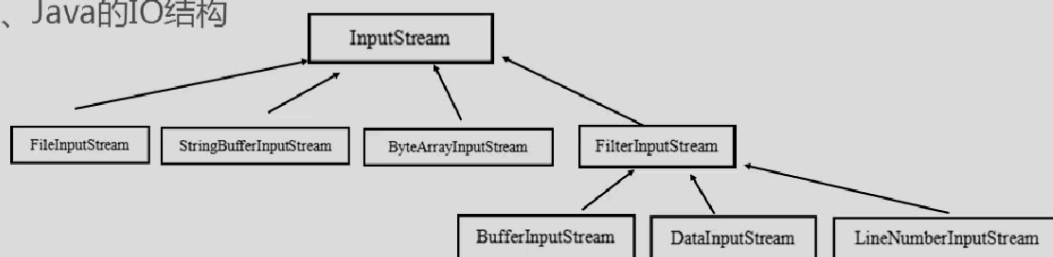 、Java的IO结构
InputStream
FileInputStream
StringBufferInputStream
ByteArrayInputStream
FilterInputStream
BufferInputStream
DataInputStream
LineNumberInputStream